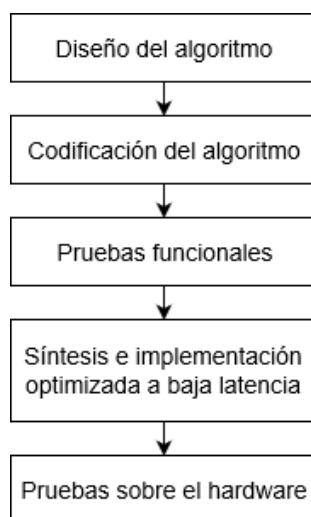 Diseño del algoritmo
Codificación del algoritmo
Pruebas funcionales
Síntesis e implementación
optimizada a baja latencia
Pruebas sobre el hardware